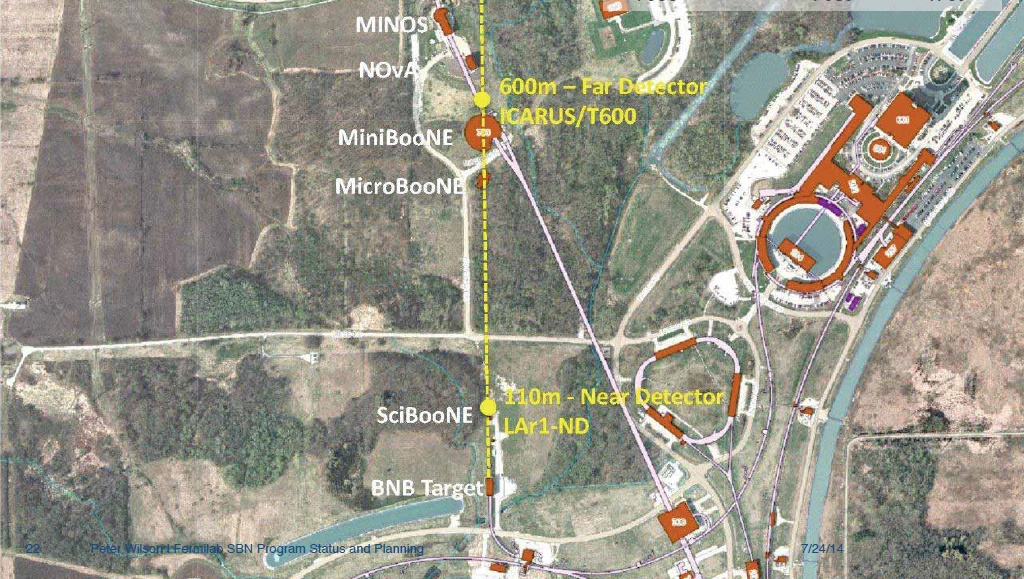 MINOS
NOvA
600m – Far Detector
ICARUS/T600
MiniBooNE
MicroBooNE
110m - Near Detector
SciBooNE
LAr1-ND
BNB Target
22 Peter Wilson I Fermilab SBN Program Status and Planning 7/24/14